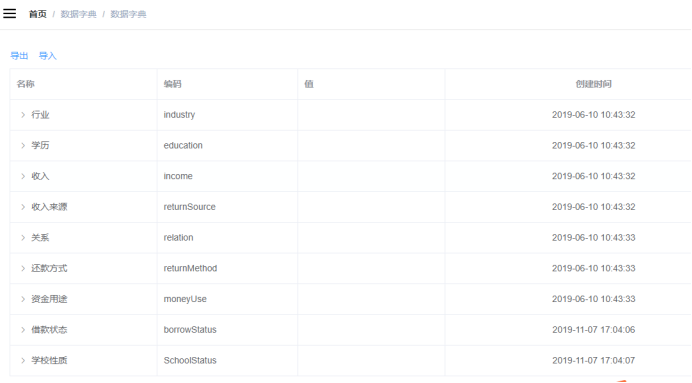 首页 / 数据字典 / 数据字典
导出 导入
名称 编码 值 创建时间
行业 industry 2019-06-10 10:43:32
学历 education 2019-06-10 10:43:32
收入 income 2019-06-10 10:43:32
收入来源 returnSource 2019-06-10 10:43:32
关系 relation 2019-06-10 10:43:33
还款方式 returnMethod 2019-06-10 10:43:33
资金用途 moneyUse 2019-06-10 10:43:33
借款状态 borrowStatus 2019-11-07 17:04:06
学校性质 SchoolStatus 2019-11-07 17:04:07